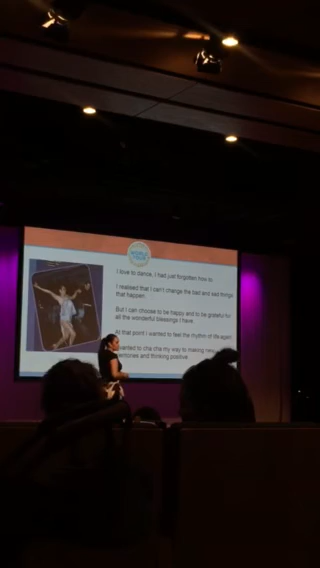 WORLD TOUR
I love to dance, I had just forgotten how to.
I realised that I can't change the bad and sad things
that happen.
But I can choose to be happy and to be grateful for
all the wonderful blessings I have.
At that point I wanted to feel the rhythm of life again
wanted to cha cha my way to making new
memories and thinking positive